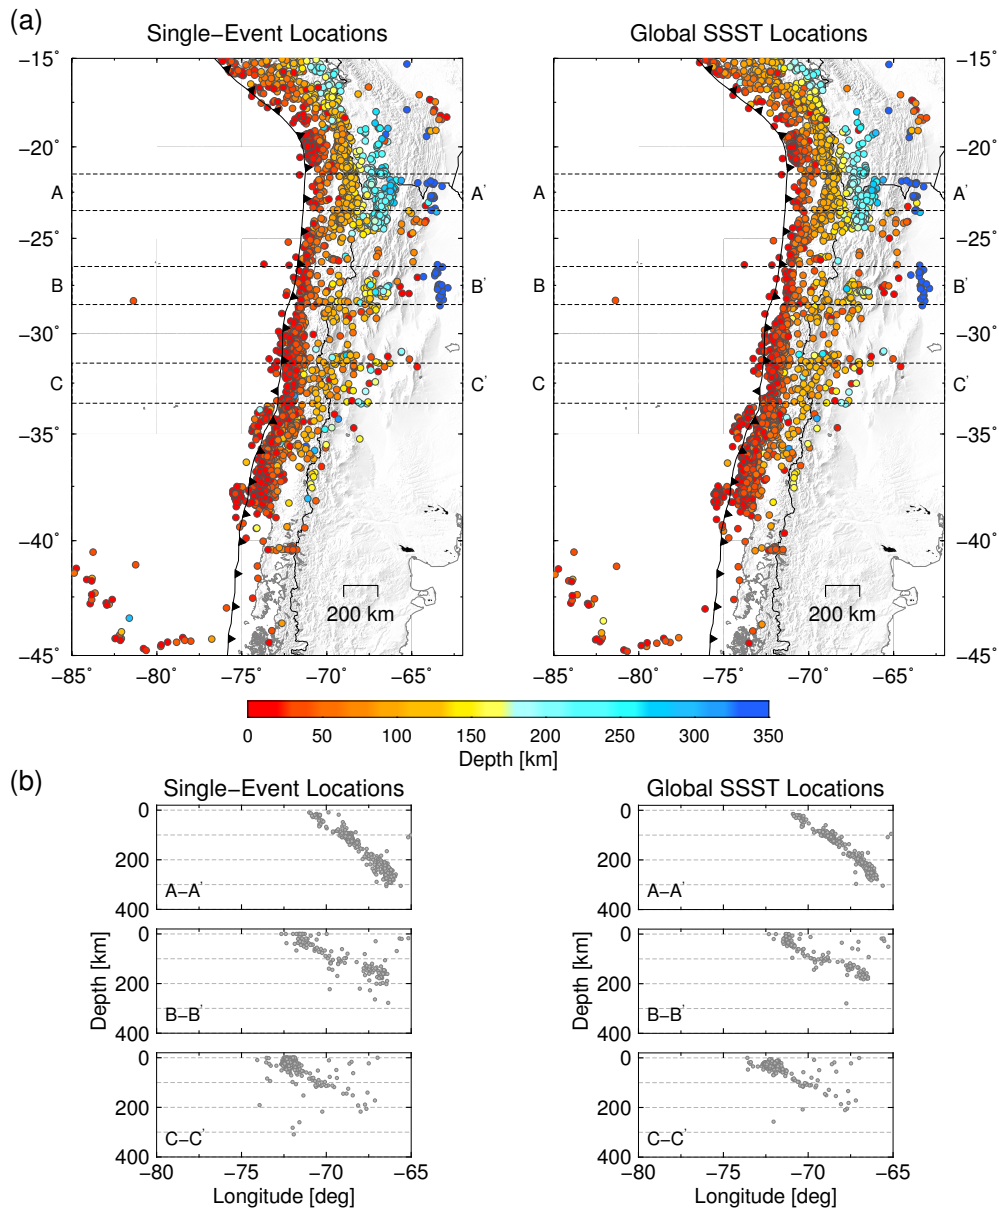 (a)
Single−Event Locations
Global SSST Locations
−15˚
−20˚
−25˚
−30˚
−35˚
−40˚
−45˚
−15˚
−20˚
−25˚
−30˚
−35˚
−40˚
−45˚
A
A'
B
B'
C
C'
A
A'
B
B'
C
C'
200 km
200 km
−85 −80 −75 −70 −65
−85 −80 −75 −70 −65
0 50 100 150 200 250 300 350
Depth [km]
(b)
Single−Event Locations
Global SSST Locations
0
200
400
A−A'
0
200
400
A−A'
0
200
400
B−B'
Depth [km]
0
200
400
B−B'
Depth [km]
0
200
400
C−C'
0
200
400
C−C'
−80 −75 −70 −65
−80 −75 −70 −65
Longitude [deg]
Longitude [deg]